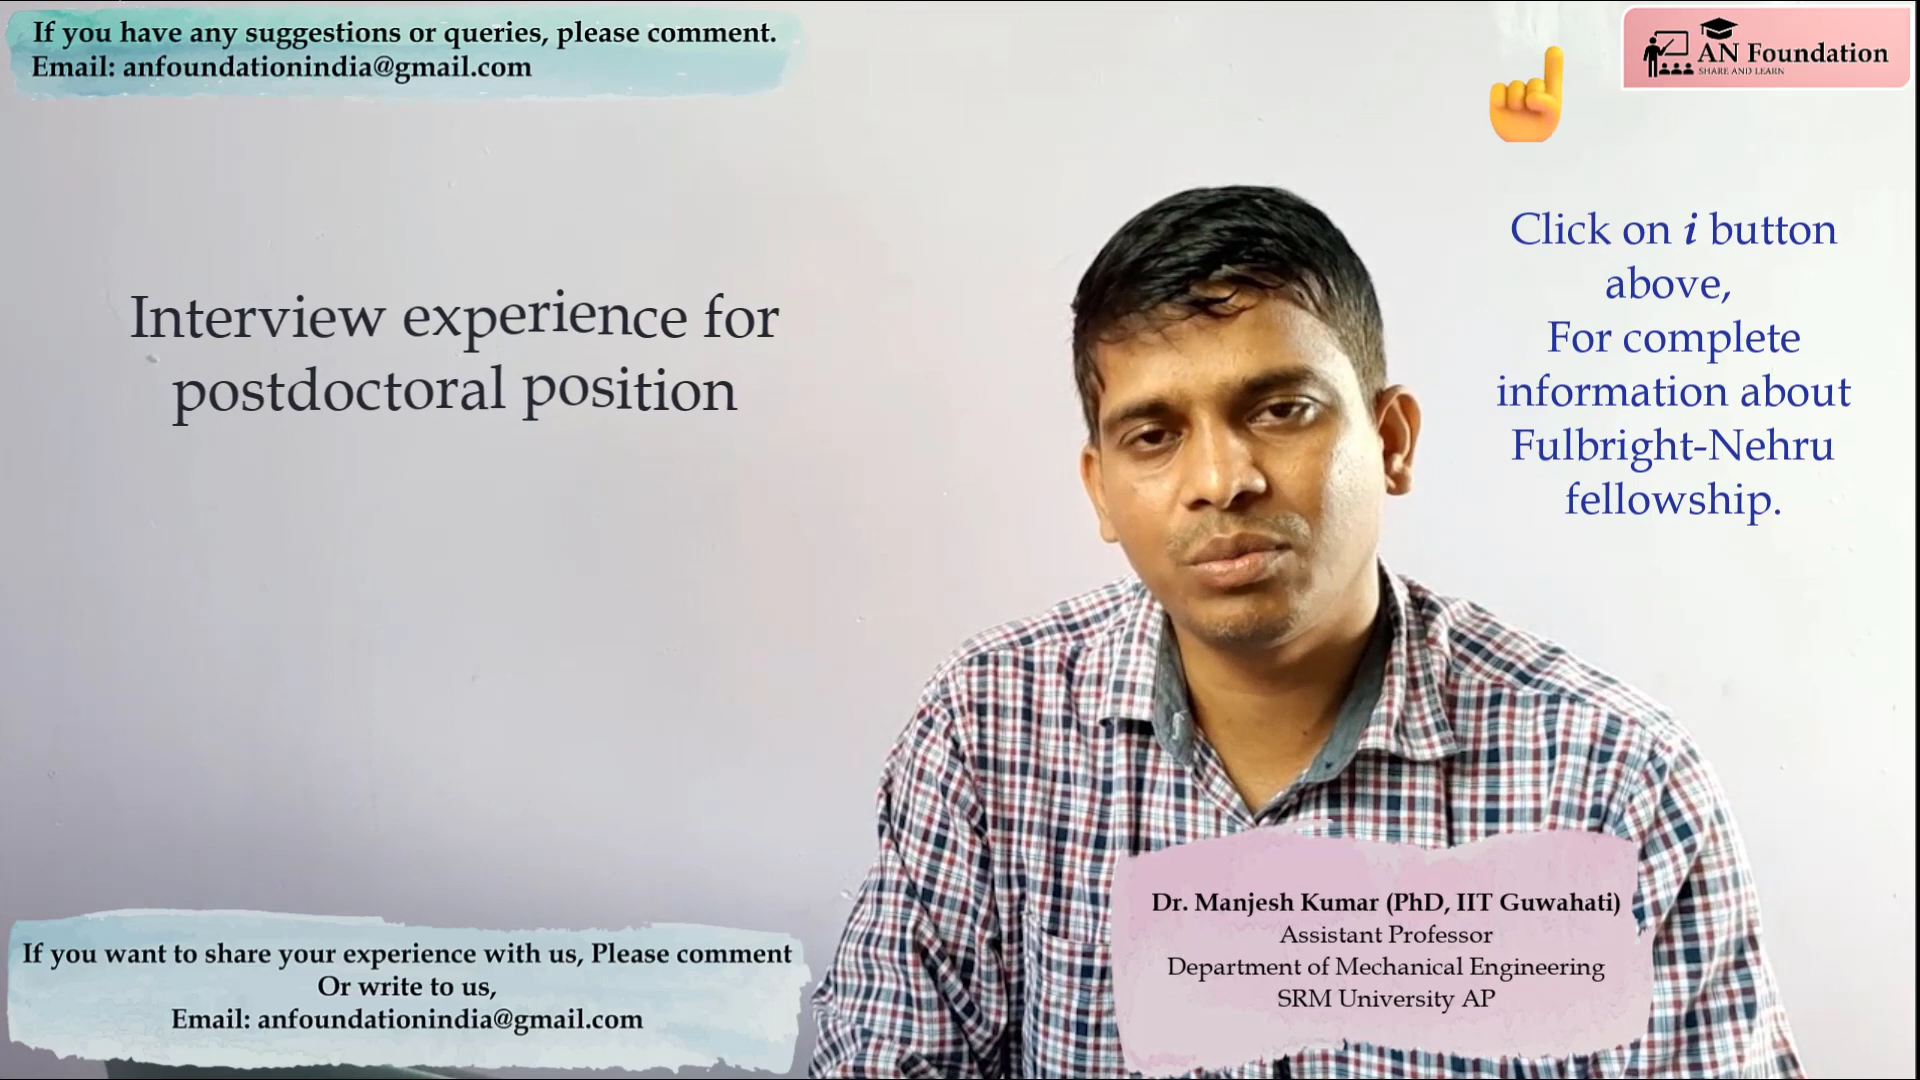 If you have any suggestions or queries, please comment.
Email: anfoundationindia@gmail.com
AN Foundation
SHARE AND LEARN
Click on i button
above,
For complete
information about
Fulbright-Nehru
fellowship.
Interview experience for
postdoctoral position
Dr. Manjesh Kumar (PhD, IIT Guwahati)
Assistant Professor
Department of Mechanical Engineering
SRM University AP
If you want to share your experience with us, Please comment
Or write to us,
Email: anfoundationindia@gmail.com